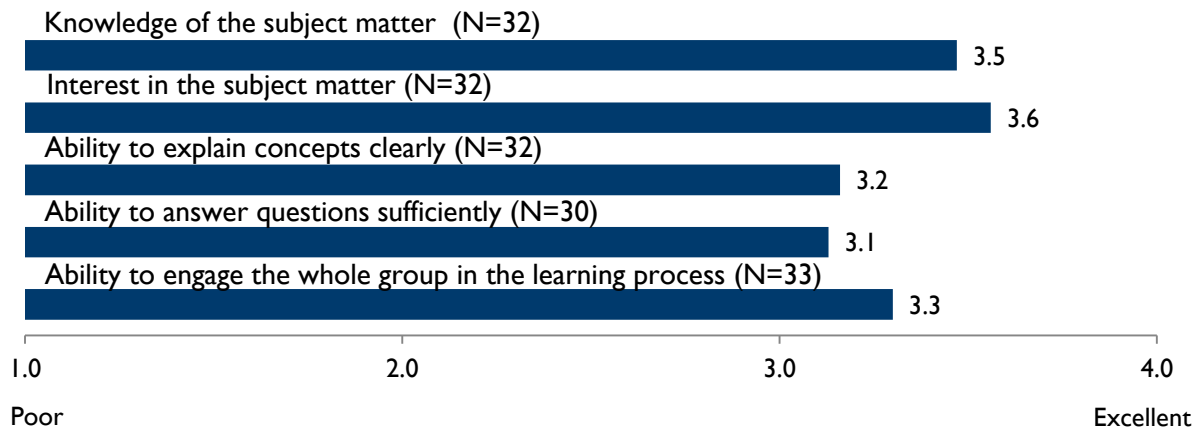 Knowledge of the subject matter (N=32)
3.5
Interest in the subject matter (N=32)
3.6
Ability to explain concepts clearly (N=32)
3.2
Ability to answer questions sufficiently (N=30)
3.1
Ability to engage the whole group in the learning process (N=33)
3.3
1.0 2.0 3.0 4.0
Poor Excellent